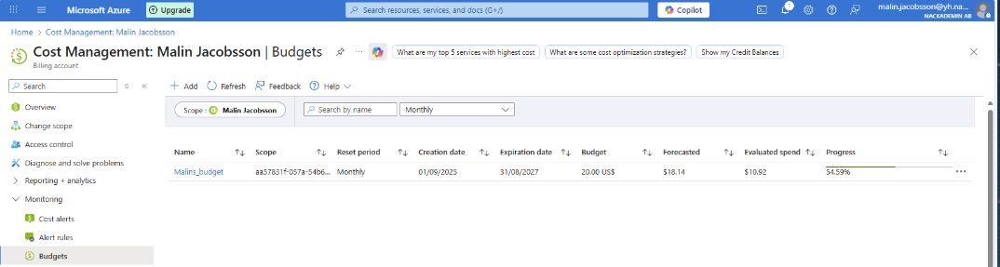 Microsoft Azure
Upgrade
Search resources, services, and docs (G+/)
Copilot
1
malin.jacobsson@yh.na...
NACKADEMIN AB
Home > Cost Management: Malin Jacobsson
Cost Management: Malin Jacobsson | Budgets
Billing account
What are my top 5 services with highest cost
What are some cost optimization strategies?
Show my Credit Balances
Search
Add
Refresh
Feedback
Help
Overview
Change scope
Access control
Diagnose and solve problems
Reporting + analytics
Monitoring
Cost alerts
Alert rules
Budgets
Scope : Malin Jacobsson
Search by name
Monthly
Name Scope Reset period Creation date Expiration date Budget Forecasted Evaluated spend Progress
Malins_budget aa57831f-057a-54b6... Monthly 01/09/2025 31/08/2027 20.00 US$ $18.14 $10.92 54.59%